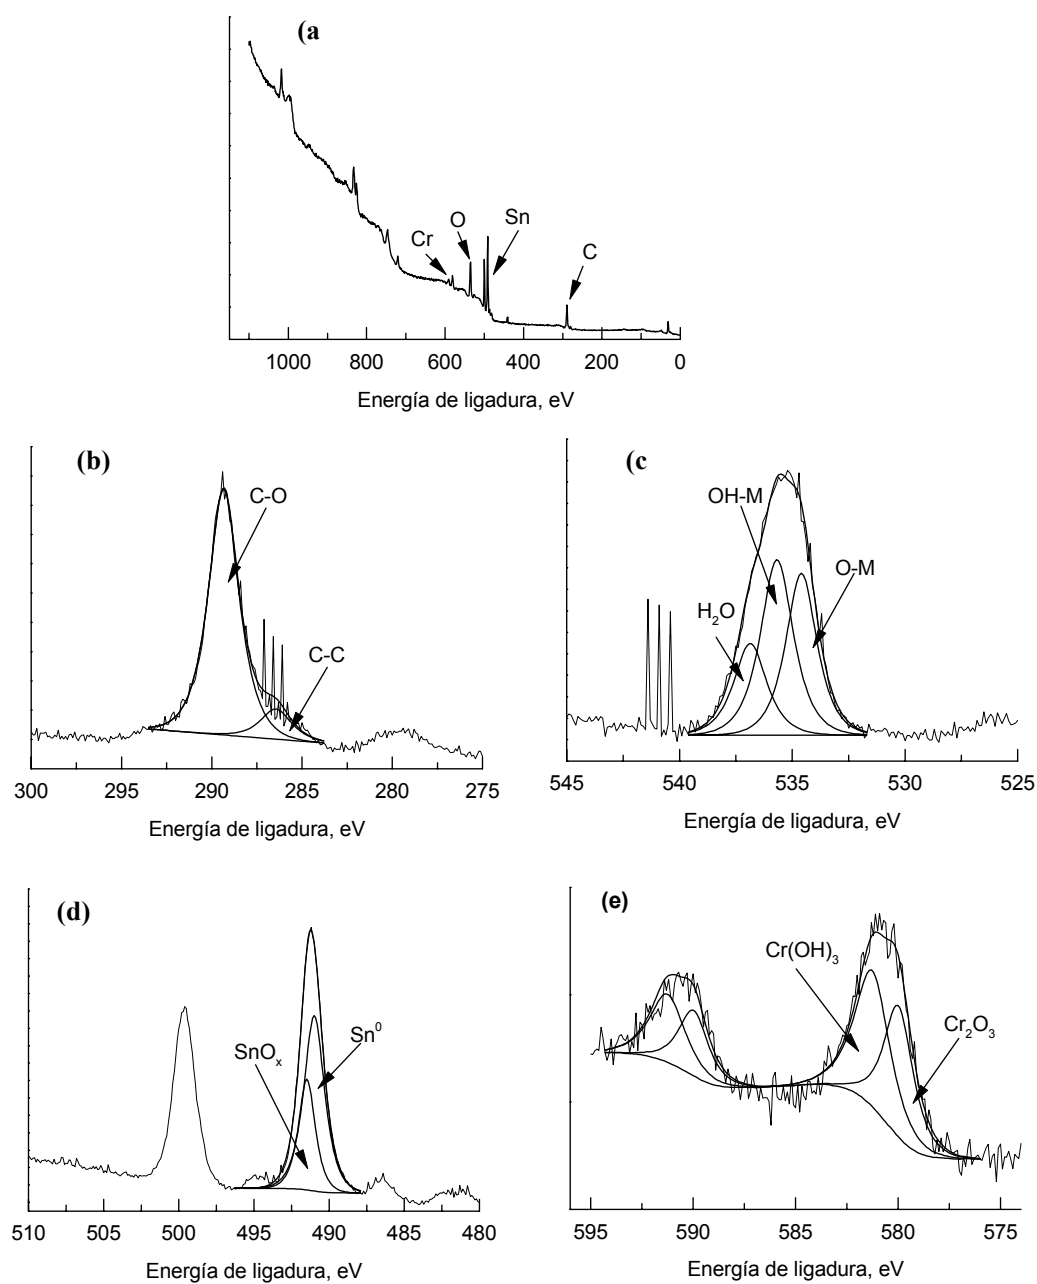 (a
O
Sn
Cr
C
1000 800 600 400 200 0
Energía de ligadura, eV
(b)
C-O
C-C
300 295 290 285 280 275
Energía de ligadura, eV
(c
OH-M
O-M
H₂O
545 540 535 530 525
Energía de ligadura, eV
(d)
Sn⁰
SnOₓ
510 505 500 495 490 485 480
Energía de ligadura, eV
(e)
Cr(OH)₃
Cr₂O₃
595 590 585 580 575
Energía de ligadura, eV